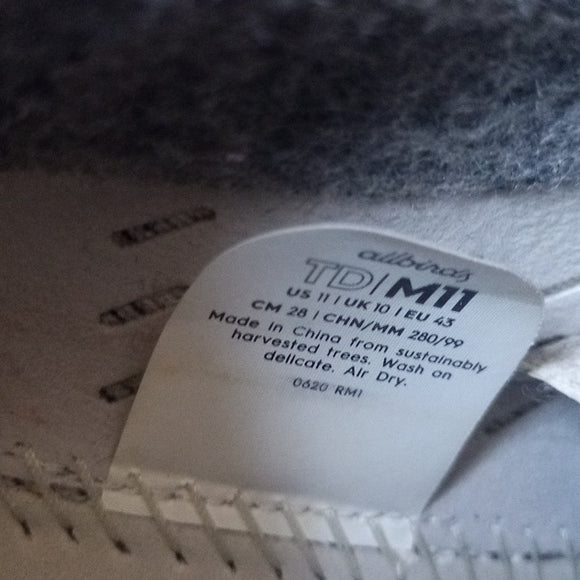 allbirds
TD|M11
US 11 | UK 10 | EU 43
CM 28 | CHN/MM 280/99
Made In China from sustainably
harvested trees. Wash on
delicate. Air Dry.
0620 RM1